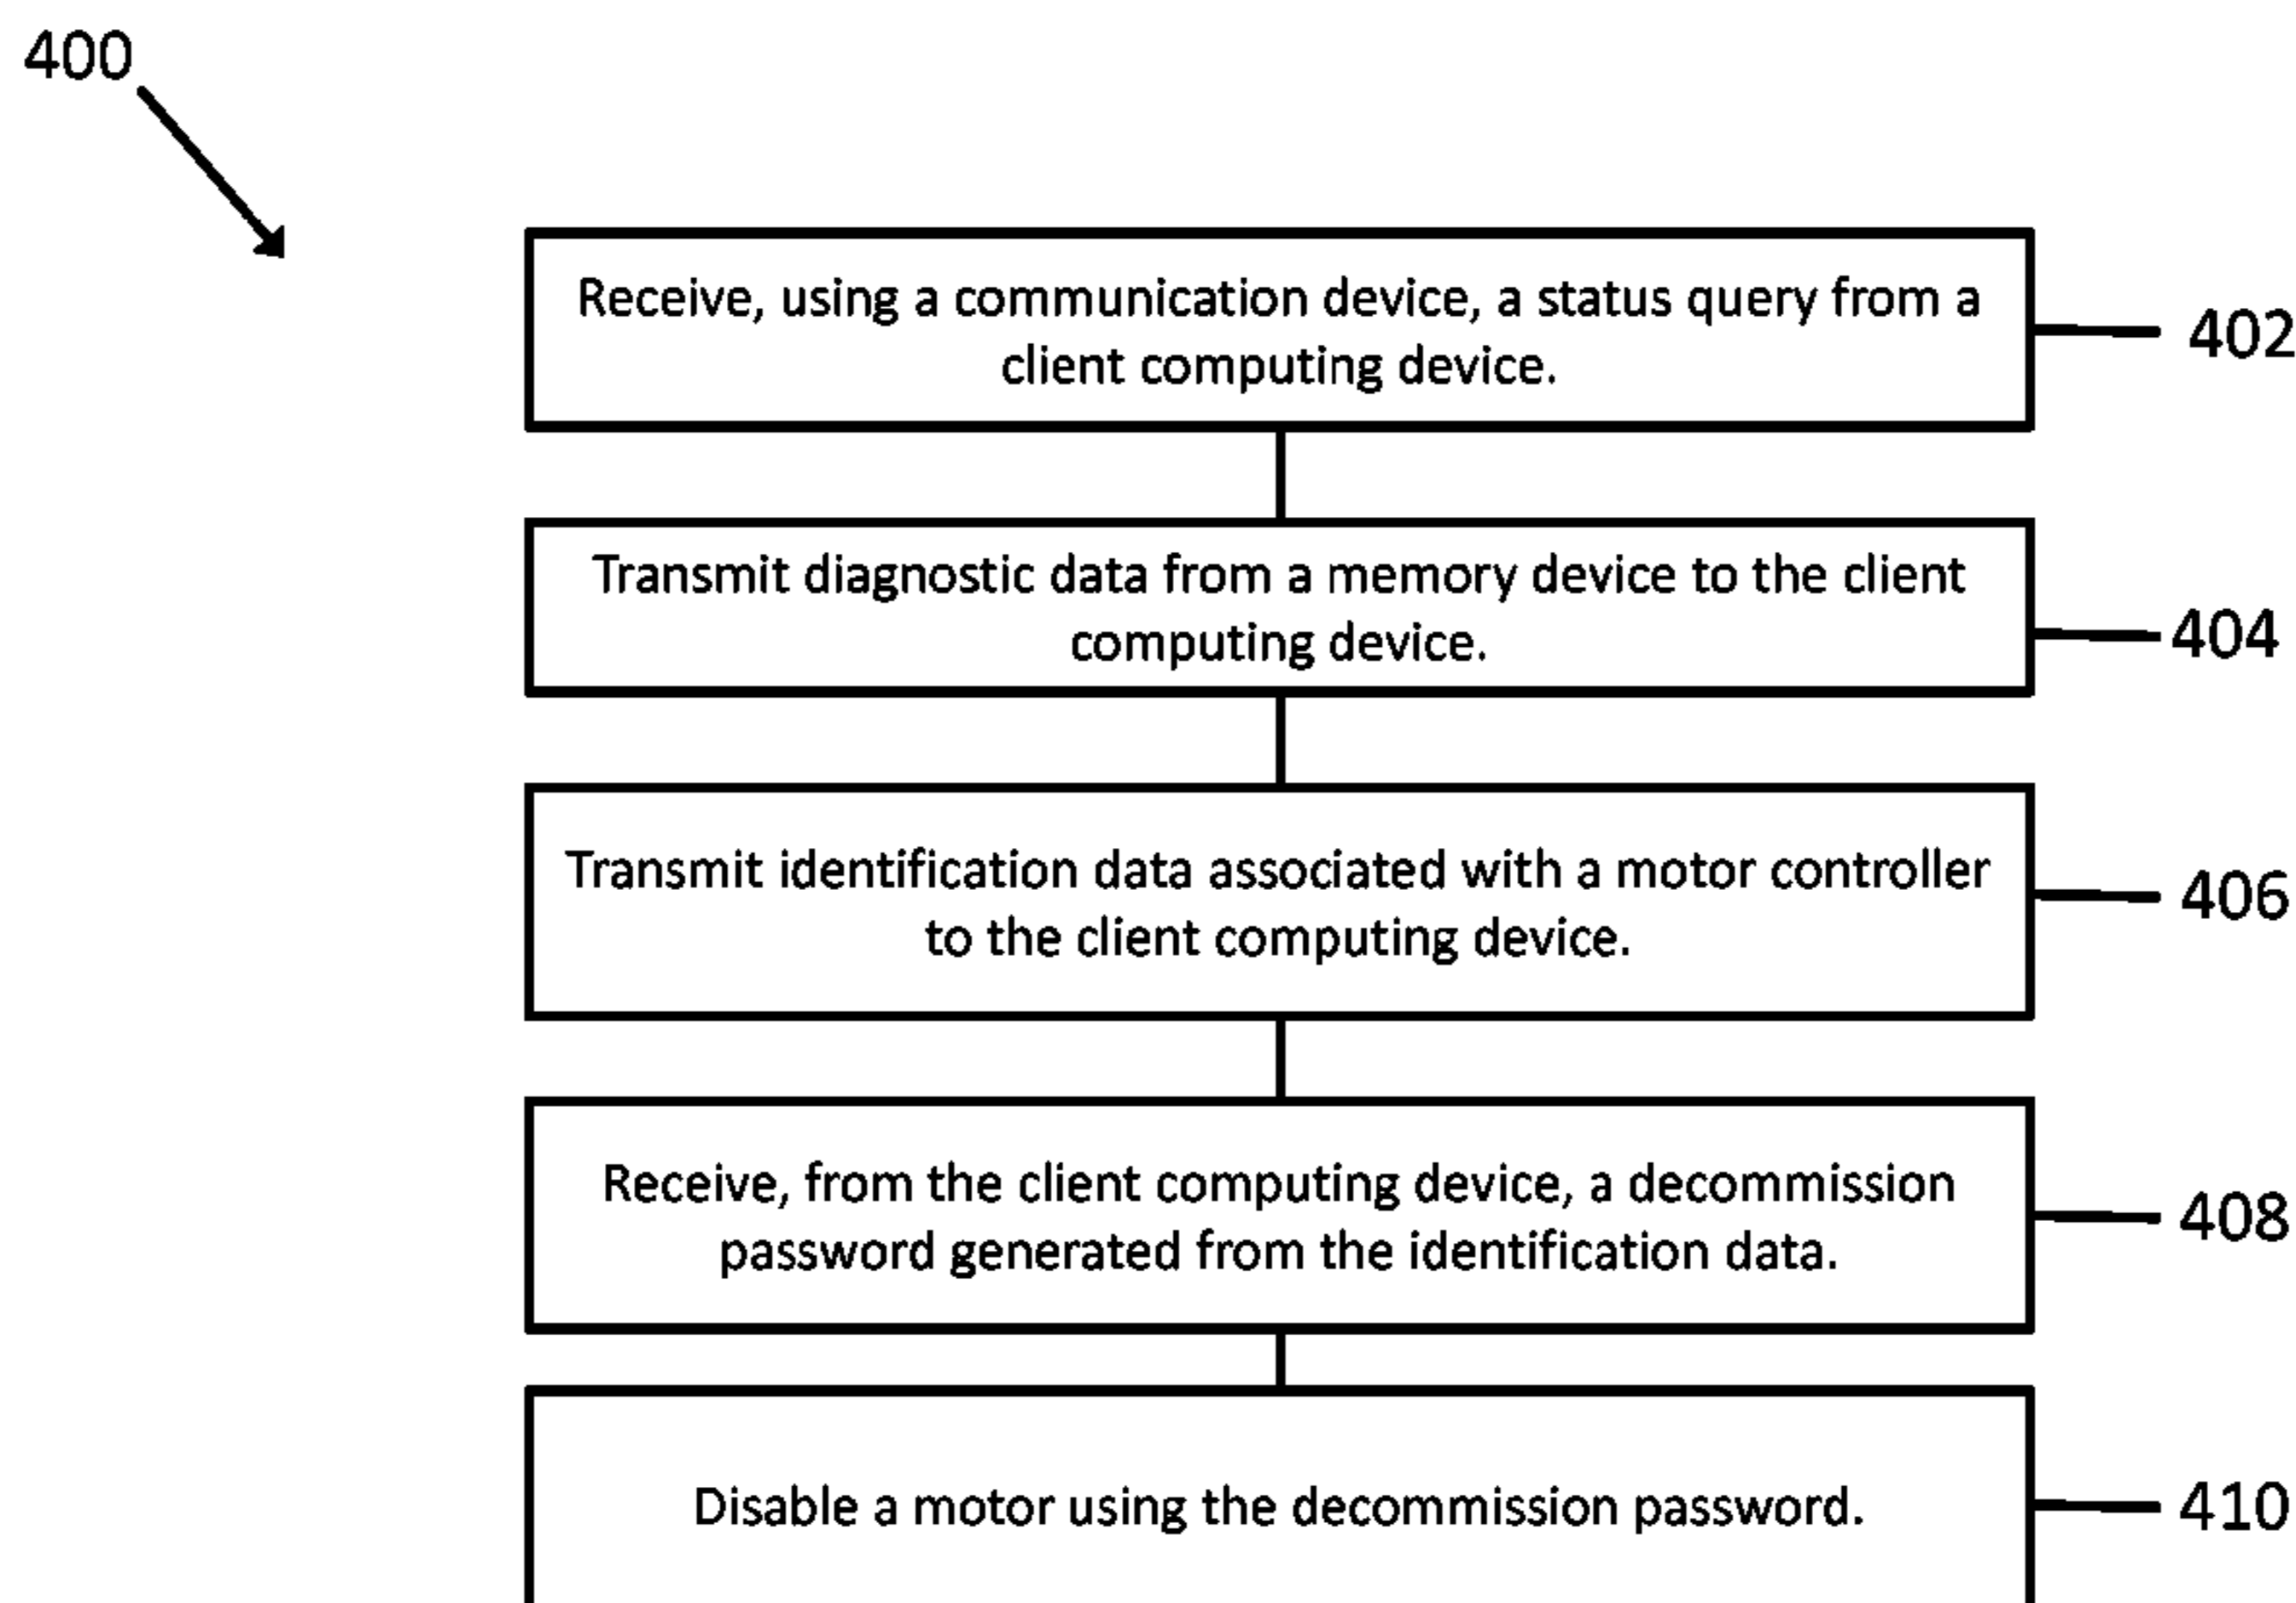 400
Receive, using a communication device, a status query from a
client computing device.
402
Transmit diagnostic data from a memory device to the client
computing device.
404
Transmit identification data associated with a motor controller
to the client computing device.
406
Receive, from the client computing device, a decommission
password generated from the identification data.
408
Disable a motor using the decommission password.
410